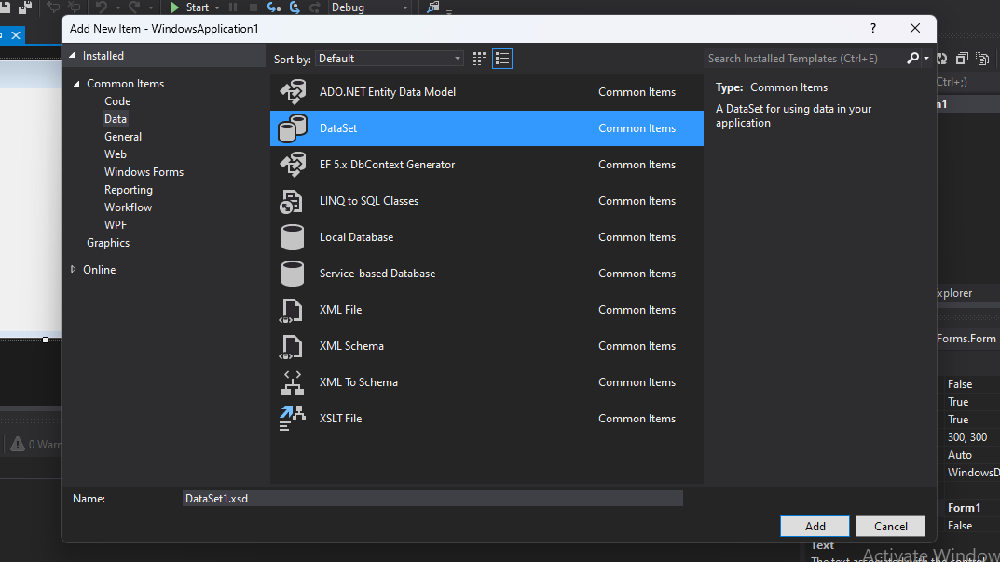 Start
Debug
Add New Item - WindowsApplication1
?
Installed
Common Items
Code
Data
General
Web
Windows Forms
Reporting
Workflow
WPF
Graphics
Online
Sort by: Default
ADO.NET Entity Data Model Common Items
DataSet Common Items
EF 5.x DbContext Generator Common Items
LINQ to SQL Classes Common Items
Local Database Common Items
Service-based Database Common Items
XML File Common Items
XML Schema Common Items
XML To Schema Common Items
XSLT File Common Items
Search Installed Templates (Ctrl+E)
Type: Common Items
A DataSet for using data in your
application
Name: DataSet1.xsd
Add Cancel
Ctrl+;)
m1
xplorer
Forms.Form
False
True
True
300, 300
Auto
WindowsD
Form1
False
0 Warn
Text
The text associated with the control
Activate Window